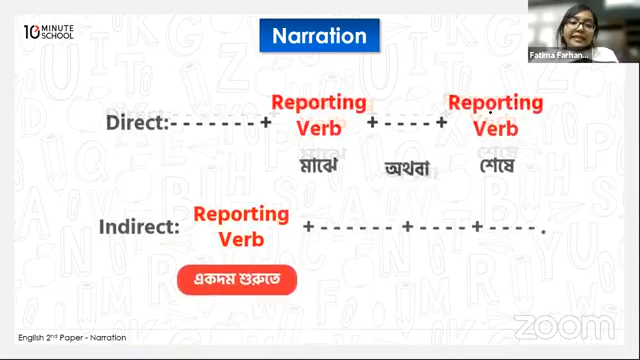 10 MINUTE SCHOOL
Narration
Fatima Farhan...
Direct:- - - - - - - + Reporting Verb + - - - - + Reporting Verb
মাঝে অথবা শেষে
Indirect: Reporting Verb + - - - - - - + - - - - + - - - - .
একদম শুরুতে
English 2nd Paper - Narration
zoom